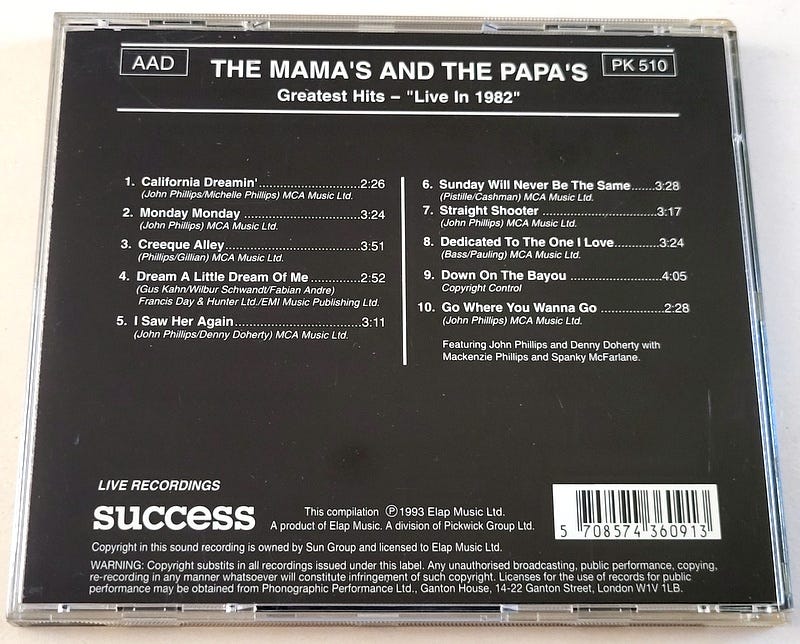 AAD
THE MAMA'S AND THE PAPA'S
PK 510
Greatest Hits – "Live In 1982"
1. California Dreamin'..........................2:26
(John Phillips/Michelle Phillips) MCA Music Ltd.
2. Monday Monday ..............................3:24
(John Phillips) MCA Music Ltd.
3. Creeque Alley..................................3:51
(Phillips/Gillian) MCA Music Ltd.
4. Dream A Little Dream Of Me ...............2:52
(Gus Kahn/Wilbur Schwandt/Fabian Andre)
Francis Day & Hunter Ltd./EMI Music Publishing Ltd.
5. I Saw Her Again...............................3:11
(John Phillips/Denny Doherty) MCA Music Ltd.
6. Sunday Will Never Be The Same......3:28
(Pistille/Cashman) MCA Music Ltd.
7. Straight Shooter ............................3:17
(John Phillips) MCA Music Ltd.
8. Dedicated To The One I Love...........3:24
(Bass/Pauling) MCA Music Ltd.
9. Down On The Bayou .......................4:05
Copyright Control
10. Go Where You Wanna Go ................2:28
(John Phillips) MCA Music Ltd.
Featuring John Phillips and Denny Doherty with
Mackenzie Phillips and Spanky McFarlane.
LIVE RECORDINGS
success
This compilation ℗1993 Elap Music Ltd.
A product of Elap Music. A division of Pickwick Group Ltd.
5 708574 360913
Copyright in this sound recording is owned by Sun Group and licensed to Elap Music Ltd.
WARNING: Copyright substits in all recordings issued under this label. Any unauthorised broadcasting, public performance, copying,
re-recording in any manner whatsoever will constitute infringement of such copyright. Licenses for the use of records for public
performance may be obtained from Phonographic Performance Ltd., Ganton House, 14-22 Ganton Street, London W1V 1LB.